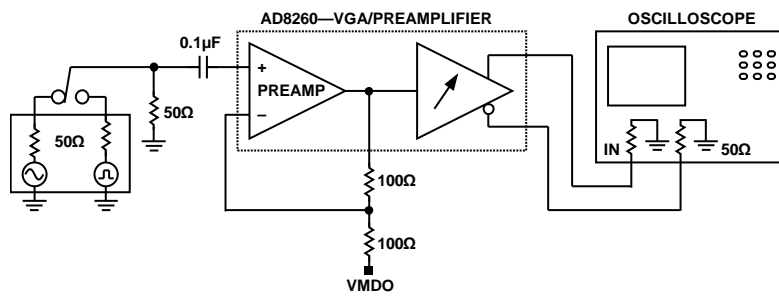 AD8260—VGA/PREAMPLIFIER
OSCILLOSCOPE
0.1µF
+
PREAMP
–
50Ω
50Ω
IN
50Ω
100Ω
100Ω
VMDO